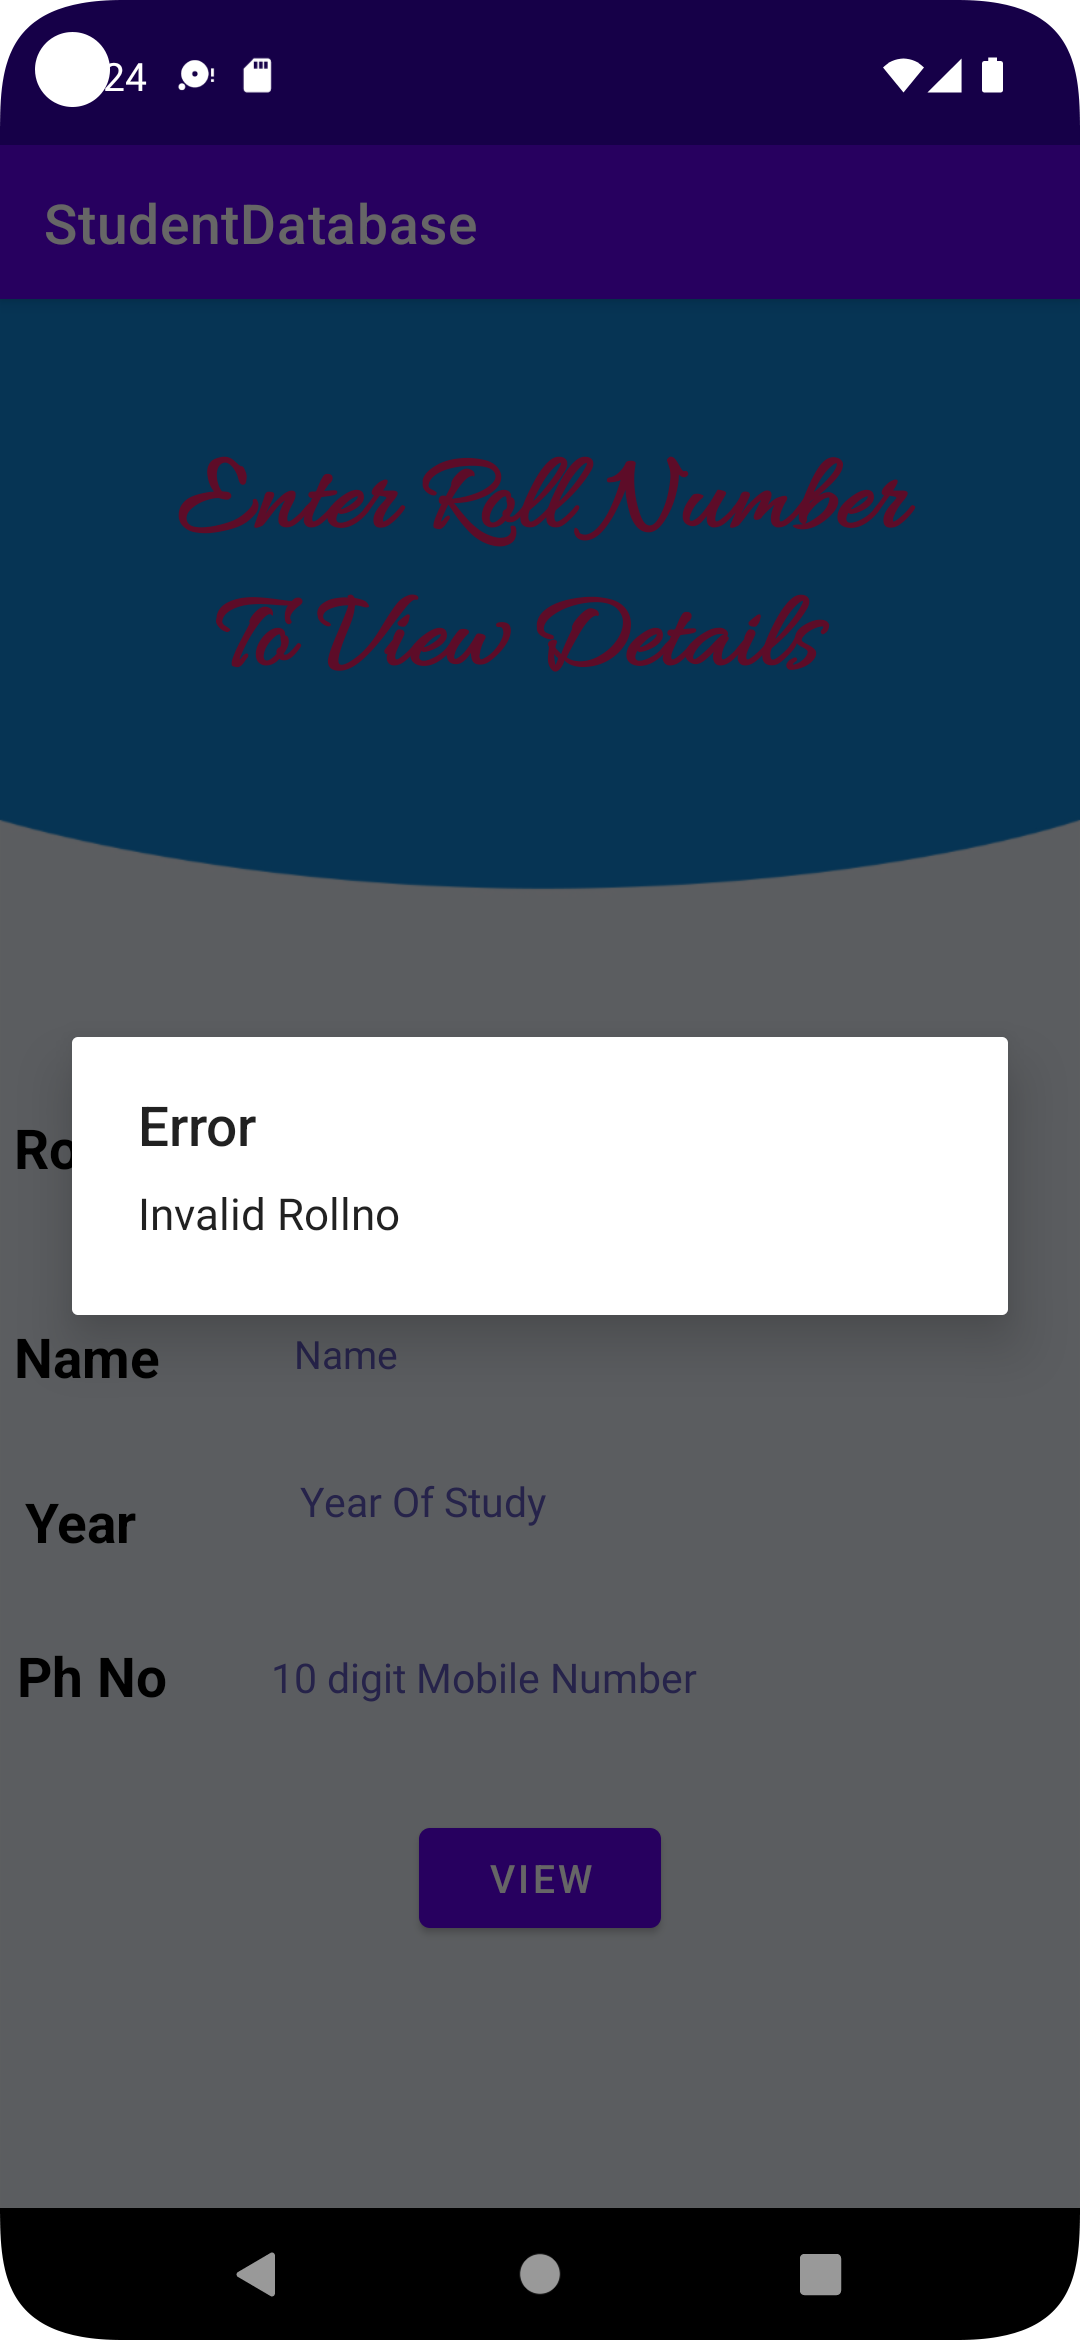 24
StudentDatabase
Enter Roll Number
To View Details
Error
Invalid Rollno
Name
Name
Year Of Study
Year
Ph No
10 digit Mobile Number
VIEW